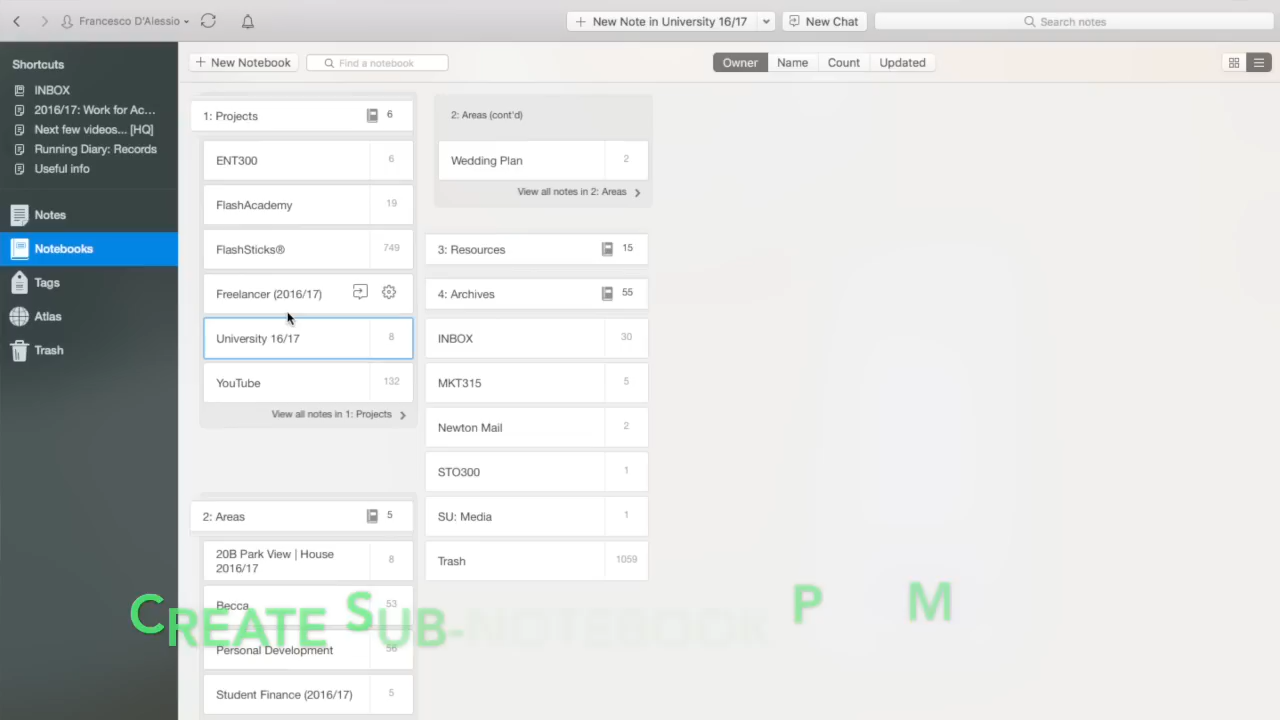 Francesco D'Alessio
+ New Note in University 16/17
New Chat
Search notes
Shortcuts
INBOX
2016/17: Work for Ac...
Next few videos... [HQ]
Running Diary: Records
Useful info
Notes
Notebooks
Tags
Atlas
Trash
+ New Notebook
Find a notebook
Owner
Name
Count
Updated
1: Projects 6
ENT300 6
FlashAcademy 19
FlashSticks® 749
Freelancer (2016/17)
University 16/17 8
YouTube 132
View all notes in 1: Projects
2: Areas 5
20B Park View | House
2016/17 8
Becca 53
Personal Development 56
Student Finance (2016/17) 5
2: Areas (cont'd)
Wedding Plan 2
View all notes in 2: Areas
3: Resources 15
4: Archives 55
INBOX 30
MKT315 5
Newton Mail 2
STO300 1
SU: Media 1
Trash 1059
CREATE SUB-NOTEBOOK P M